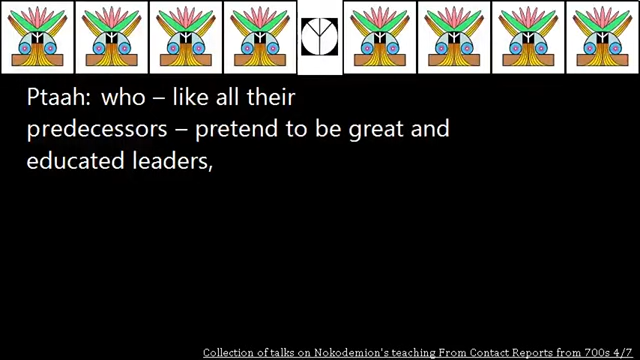 Ptaah: who – like all their
predecessors – pretend to be great and
educated leaders,
Collection of talks on Nokodemion's teaching From Contact Reports from 700s 4/7